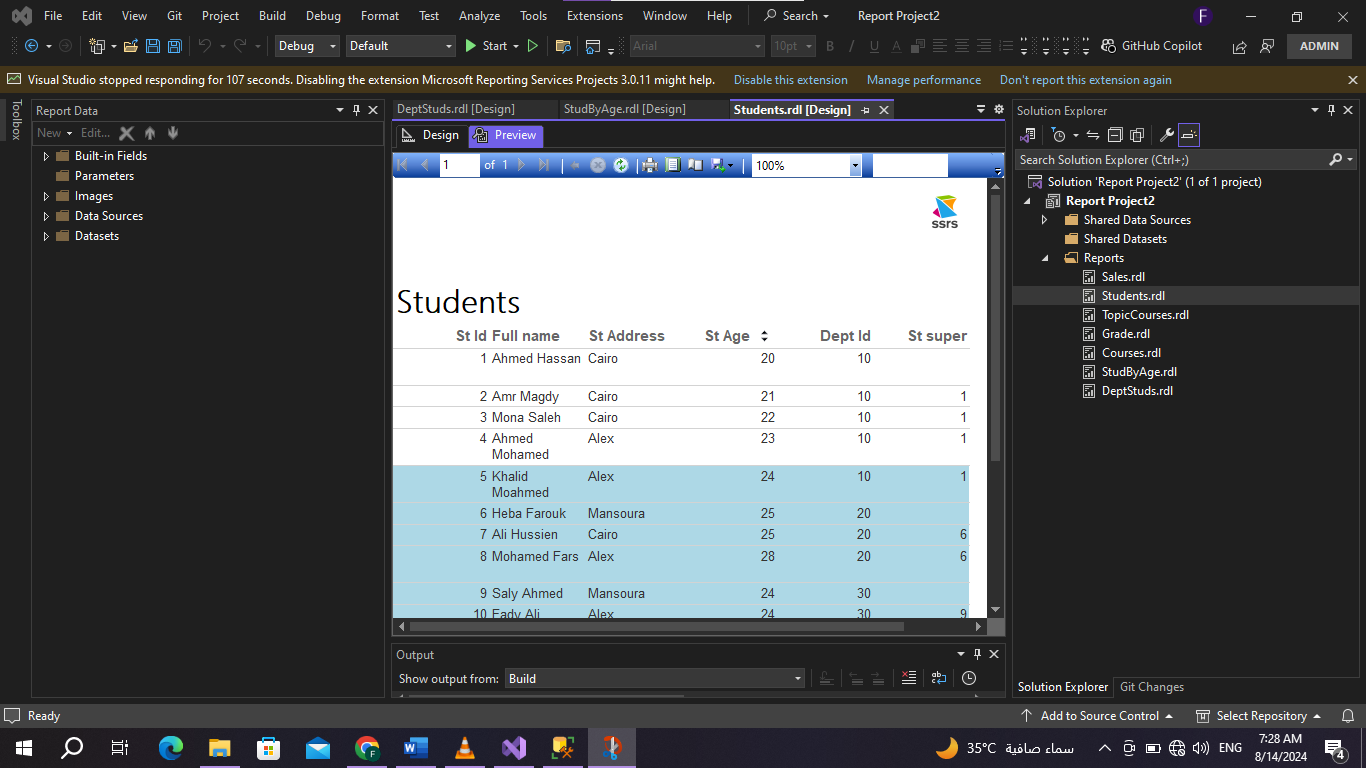 File Edit View Git Project Build Debug Format Test Analyze Tools Extensions Window Help Search Report Project2 F
Debug Default Start Arial 10pt B I U A GitHub Copilot ADMIN
Visual Studio stopped responding for 107 seconds. Disabling the extension Microsoft Reporting Services Projects 3.0.11 might help. Disable this extension Manage performance Don't report this extension again
Toolbox
Report Data
New Edit...
Built-in Fields
Parameters
Images
Data Sources
Datasets
DeptStuds.rdl [Design] StudByAge.rdl [Design] Students.rdl [Design]
Design Preview
1 of 1 100%
ssrs
Students
St Id Full name St Address St Age Dept Id St super
1 Ahmed Hassan Cairo 20 10
2 Amr Magdy Cairo 21 10 1
3 Mona Saleh Cairo 22 10 1
4 Ahmed Mohamed Alex 23 10 1
5 Khalid Moahmed Alex 24 10 1
6 Heba Farouk Mansoura 25 20
7 Ali Hussien Cairo 25 20 6
8 Mohamed Fars Alex 28 20 6
9 Saly Ahmed Mansoura 24 30
10 Fady Ali Alex 24 30 9
Output
Show output from: Build
Solution Explorer
Search Solution Explorer (Ctrl+;)
Solution 'Report Project2' (1 of 1 project)
Report Project2
Shared Data Sources
Shared Datasets
Reports
Sales.rdl
Students.rdl
TopicCourses.rdl
Grade.rdl
Courses.rdl
StudByAge.rdl
DeptStuds.rdl
Solution Explorer Git Changes
Ready Add to Source Control Select Repository
35°C سماء صافية ENG 7:28 AM
8/14/2024 4